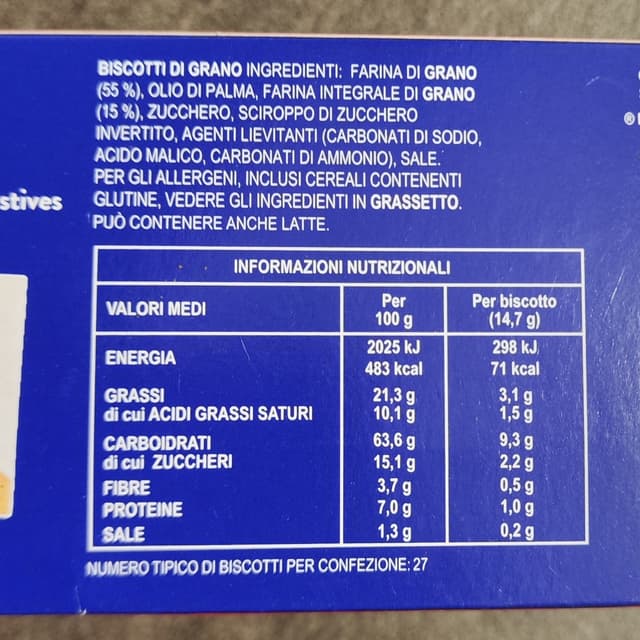 BISCOTTI DI GRANO INGREDIENTI: FARINA DI GRANO
(55 %), OLIO DI PALMA, FARINA INTEGRALE DI GRANO
(15 %), ZUCCHERO, SCIROPPO DI ZUCCHERO
INVERTITO, AGENTI LIEVITANTI (CARBONATI DI SODIO,
ACIDO MALICO, CARBONATI DI AMMONIO), SALE.
PER GLI ALLERGENI, INCLUSI CEREALI CONTENENTI
GLUTINE, VEDERE GLI INGREDIENTI IN GRASSETTO.
PUÒ CONTENERE ANCHE LATTE.
stives
®
INFORMAZIONI NUTRIZIONALI
VALORI MEDI Per 100 g Per biscotto (14,7 g)
ENERGIA 2025 kJ 298 kJ
483 kcal 71 kcal
GRASSI 21,3 g 3,1 g
di cui ACIDI GRASSI SATURI 10,1 g 1,5 g
CARBOIDRATI 63,6 g 9,3 g
di cui ZUCCHERI 15,1 g 2,2 g
FIBRE 3,7 g 0,5 g
PROTEINE 7,0 g 1,0 g
SALE 1,3 g 0,2 g
NUMERO TIPICO DI BISCOTTI PER CONFEZIONE: 27